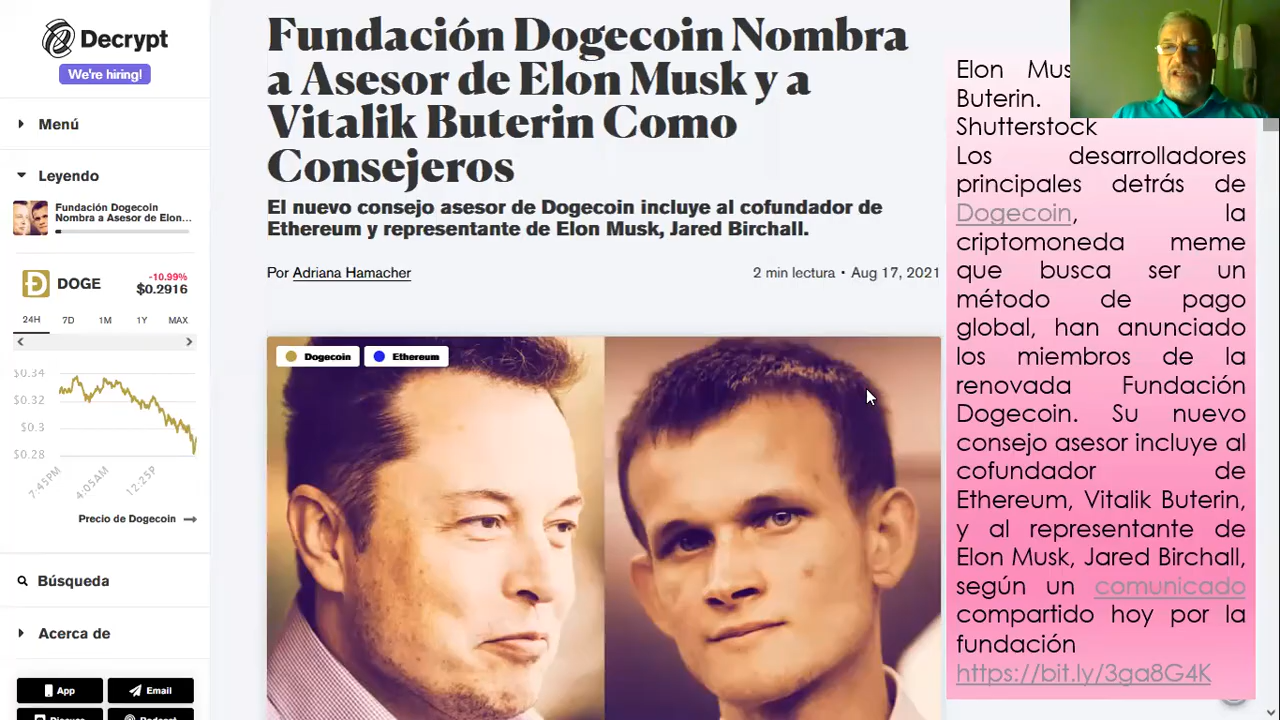 Decrypt
We're hiring!
Menú
Leyendo
Fundación Dogecoin
Nombra a Asesor de Elon...
DOGE
-10.99%
$0.2916
24H 7D 1M 1Y MAX
$0.34
$0.32
$0.3
$0.28
7:45PM 4:05AM 12:25P
Precio de Dogecoin
Búsqueda
Acerca de
App
Email
Fundación Dogecoin Nombra
a Asesor de Elon Musk y a
Vitalik Buterin Como
Consejeros
El nuevo consejo asesor de Dogecoin incluye al cofundador de
Ethereum y representante de Elon Musk, Jared Birchall.
Por Adriana Hamacher
2 min lectura • Aug 17, 2021
Dogecoin
Ethereum
Elon
Buterin.
Shutterstock
Los desarrolladores
principales detrás de
Dogecoin, la
criptomoneda meme
que busca ser un
método de pago
global, han anunciado
los miembros de la
renovada Fundación
Dogecoin. Su nuevo
consejo asesor incluye al
cofundador de
Ethereum, Vitalik Buterin,
y al representante de
Elon Musk, Jared Birchall,
según un comunicado
compartido hoy por la
fundación
https://bit.ly/3ga8G4K